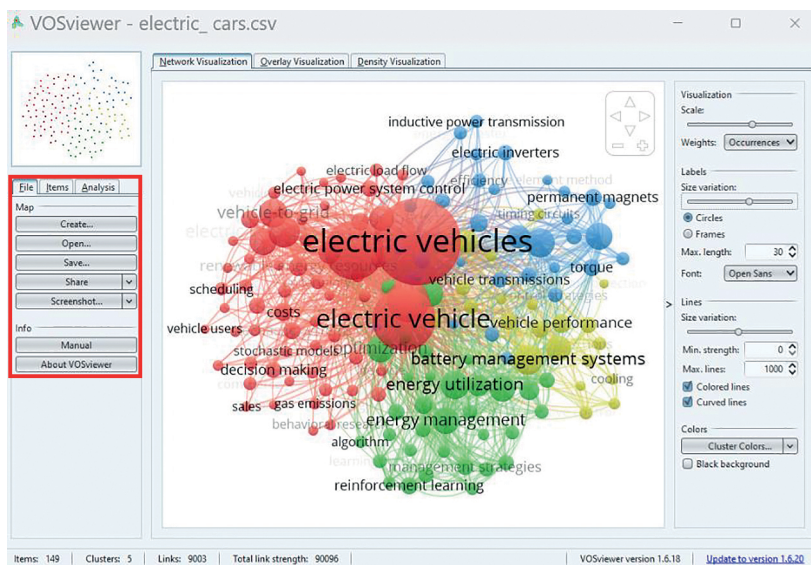 VOSviewer - electric_ cars.csv
Network Visualization Overlay Visualization Density Visualization
File Items Analysis
Map
Create...
Open...
Save...
Share
Screenshot...
Info
Manual
About VOSviewer
inductive power transmission
electric inverters
electric load flow
efficiency
element method
electric power system control
permanent magnets
vehicle-to-grid
timing circuits
electric vehicles
torque
vehicle transmissions
scheduling
costs
electric vehicle
vehicle performance
vehicle users
stochastic models
optimization
battery management systems
decision making
energy utilization
cooling
sales
gas emissions
energy management
behavioral research
algorithm
management strategies
reinforcement learning
Visualization
Scale:
Weights: Occurrences
Labels
Size variation:
Circles
Frames
Max. length: 30
Font: Open Sans
>
Lines
Size variation:
Min. strength: 0
Max. lines: 1000
Colored lines
Curved lines
Colors
Cluster Colors...
Black background
Items: 149 Clusters: 5 Links: 9003 Total link strength: 90096 VOSviewer version 1.6.18 Update to version 1.6.20